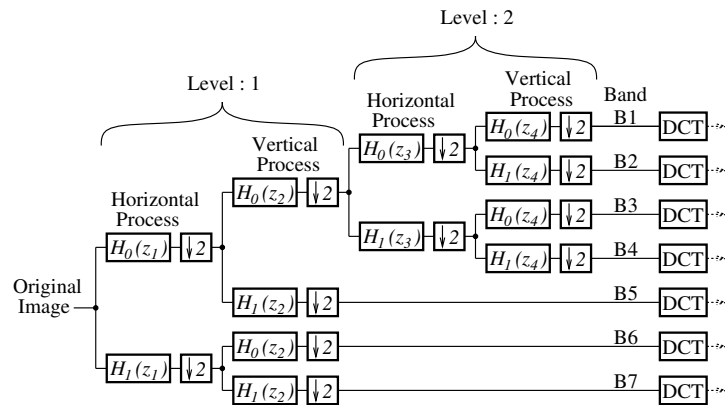 Level : 2
Level : 1
Horizontal
Process
Vertical
Process
Band
H0(z4) ↓2 B1 DCT
H0(z3) ↓2
H1(z4) ↓2 B2 DCT
Vertical
Process
H0(z2) ↓2
H0(z4) ↓2 B3 DCT
H1(z3) ↓2
H1(z4) ↓2 B4 DCT
Horizontal
Process
H0(z1) ↓2
Original
Image
H1(z2) ↓2 B5 DCT
H0(z2) ↓2 B6 DCT
H1(z1) ↓2
H1(z2) ↓2 B7 DCT